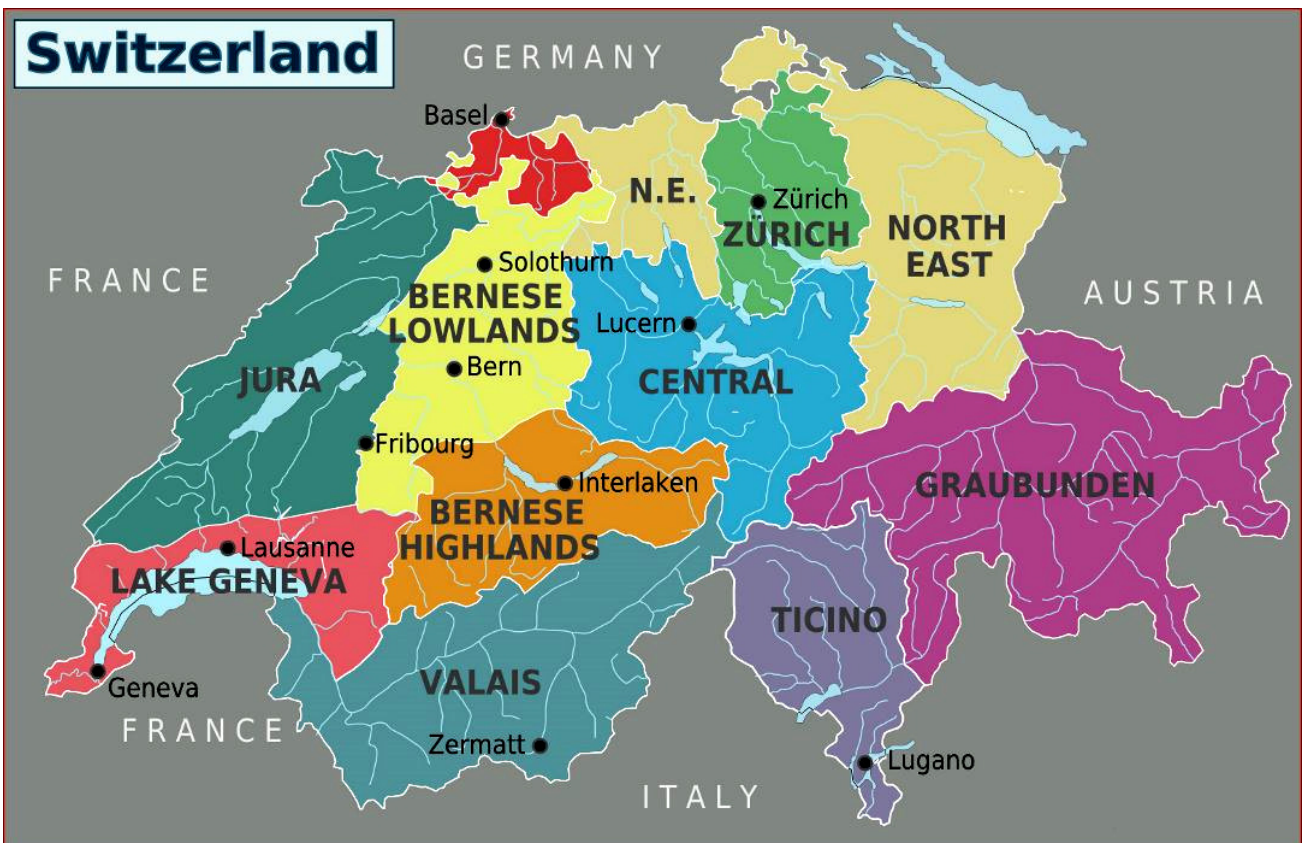 Switzerland
GERMANY
Basel
N.E.
Zürich
ZÜRICH
NORTH
EAST
FRANCE
Solothurn
BERNESE
LOWLANDS
AUSTRIA
Lucern
Bern
JURA
CENTRAL
Fribourg
Interlaken
GRAUBUNDEN
BERNESE
HIGHLANDS
Lausanne
LAKE GENEVA
TICINO
VALAIS
Geneva
FRANCE
Zermatt
Lugano
ITALY